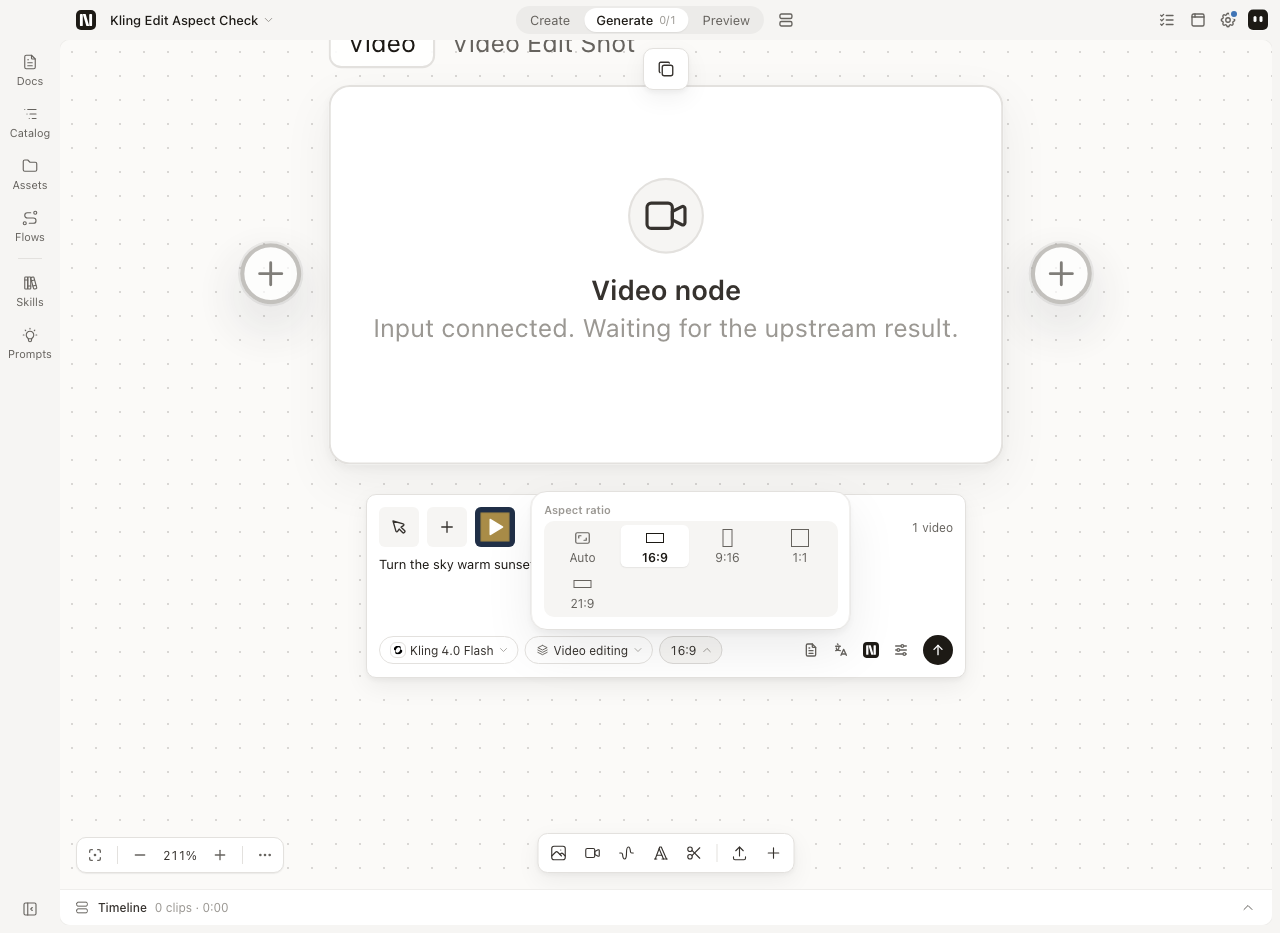 Kling Edit Aspect Check
Create
Generate 0/1
Preview
Docs
Catalog
Assets
Flows
Skills
Prompts
Video
Video Edit Shot
Video node
Input connected. Waiting for the upstream result.
Aspect ratio
Auto
16:9
9:16
1:1
21:9
1 video
Turn the sky warm sunse
Kling 4.0 Flash
Video editing
16:9
211%
Timeline 0 clips · 0:00